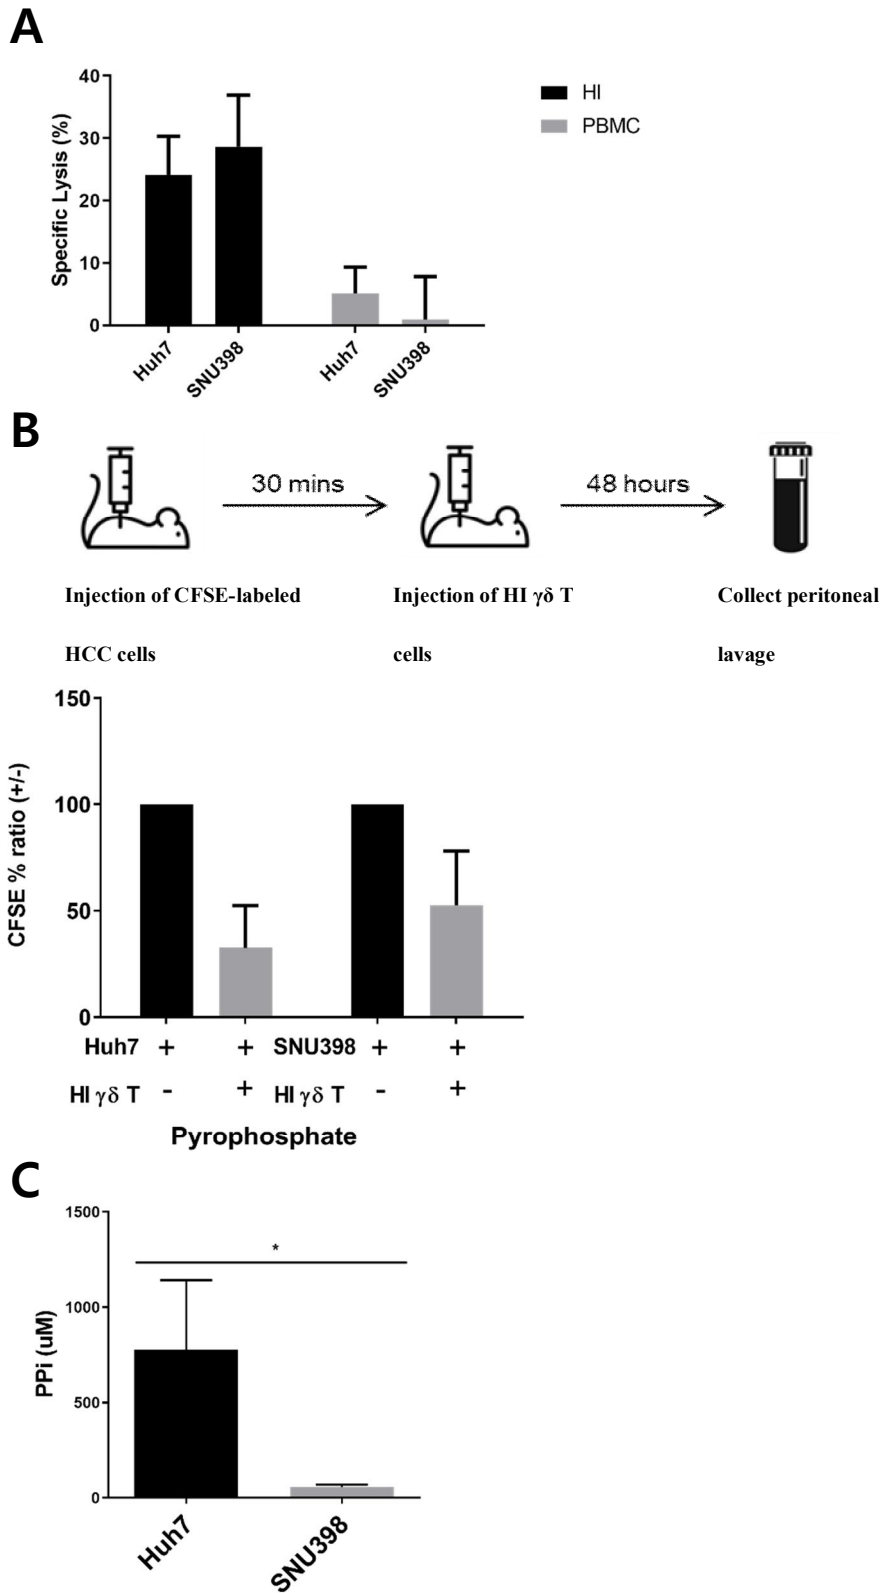 A
40
30
20
10
0
Specific Lysis (%)
Huh7
SNU398
Huh7
SNU398
HI
PBMC
B
30 mins
48 hours
Injection of CFSE-labeled
HCC cells
Injection of HI γδ T
cells
Collect peritoneal
lavage
150
100
50
0
CFSE % ratio (+/-)
Huh7 + + SNU398 + +
HI γδ T - + HI γδ T - +
Pyrophosphate
C
1500
1000
500
0
PPi (uM)
*
Huh7
SNU398